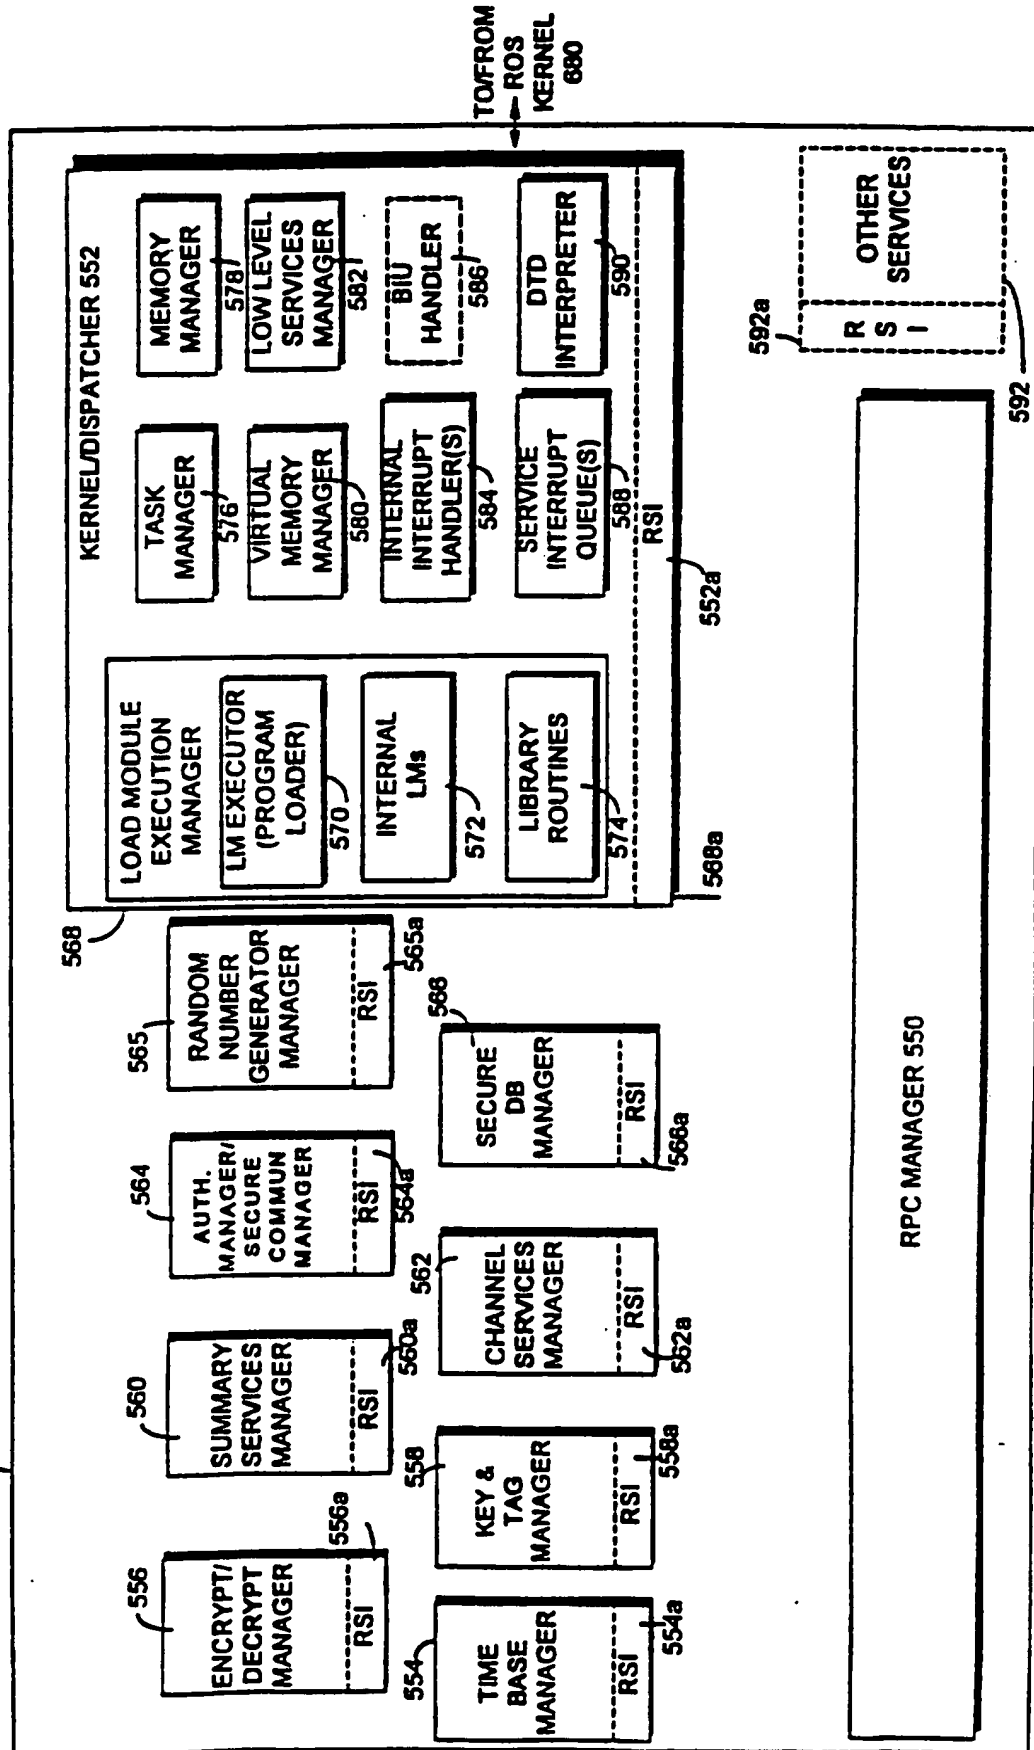 KERNEL/DISPATCHER 552
LOAD MODULE
EXECUTION
MANAGER
LM EXECUTOR
(PROGRAM
LOADER)
570
INTERNAL
LMs
572
LIBRARY
ROUTINES
574
568
568a
TASK
MANAGER
576
VIRTUAL
MEMORY
MANAGER
580
INTERNAL
INTERRUPT
HANDLER(S)
584
SERVICE
INTERRUPT
QUEUE(S)
588
MEMORY
MANAGER
578
LOW LEVEL
SERVICES
MANAGER
582
BIU
HANDLER
586
DTD
INTERPRETER
590
RSI
552a
TO/FROM
ROS
KERNEL
680
556
ENCRYPT/
DECRYPT
MANAGER
RSI
556a
560
SUMMARY
SERVICES
MANAGER
RSI
560a
564
AUTH.
MANAGER/
SECURE
COMMUN
MANAGER
RSI
564a
565
RANDOM
NUMBER
GENERATOR
MANAGER
RSI
565a
554
TIME
BASE
MANAGER
RSI
554a
558
KEY &
TAG
MANAGER
RSI
558a
562
CHANNEL
SERVICES
MANAGER
RSI
562a
566
SECURE
DB
MANAGER
RSI
566a
RPC MANAGER 550
592a
R
S
I
OTHER
SERVICES
592